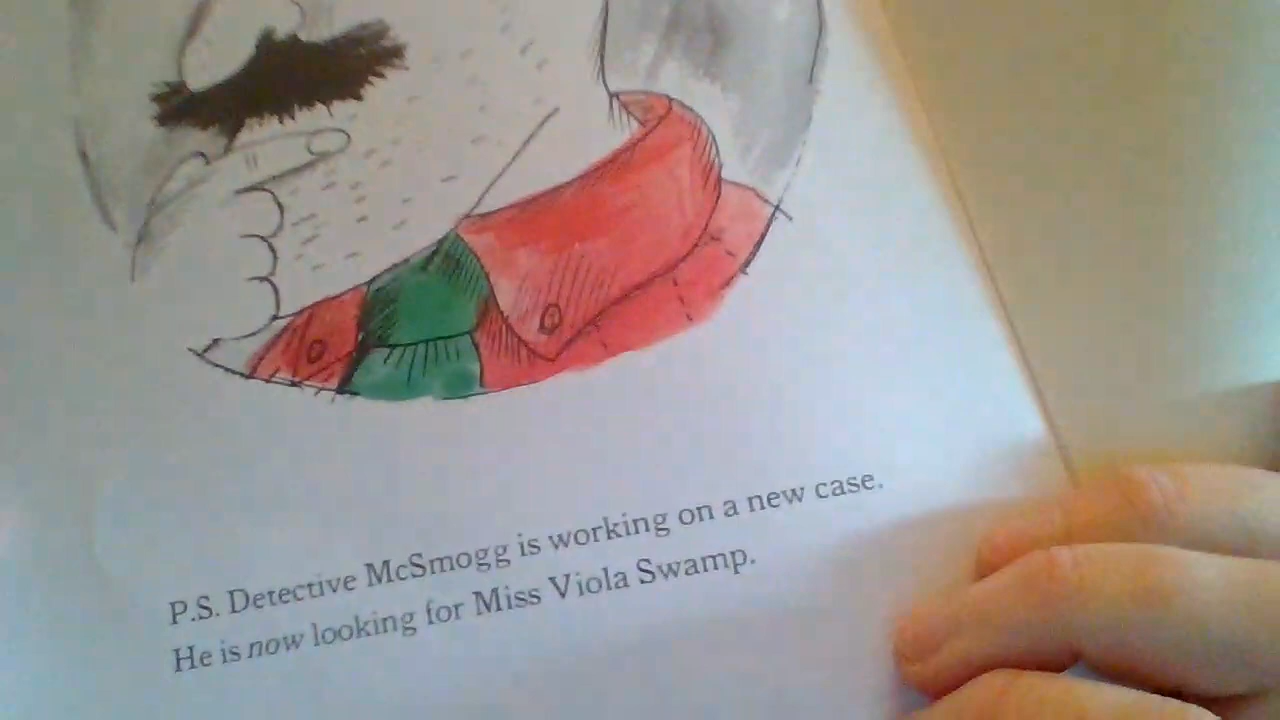 P.S. Detective McSmogg is working on a new case.
He is now looking for Miss Viola Swamp.